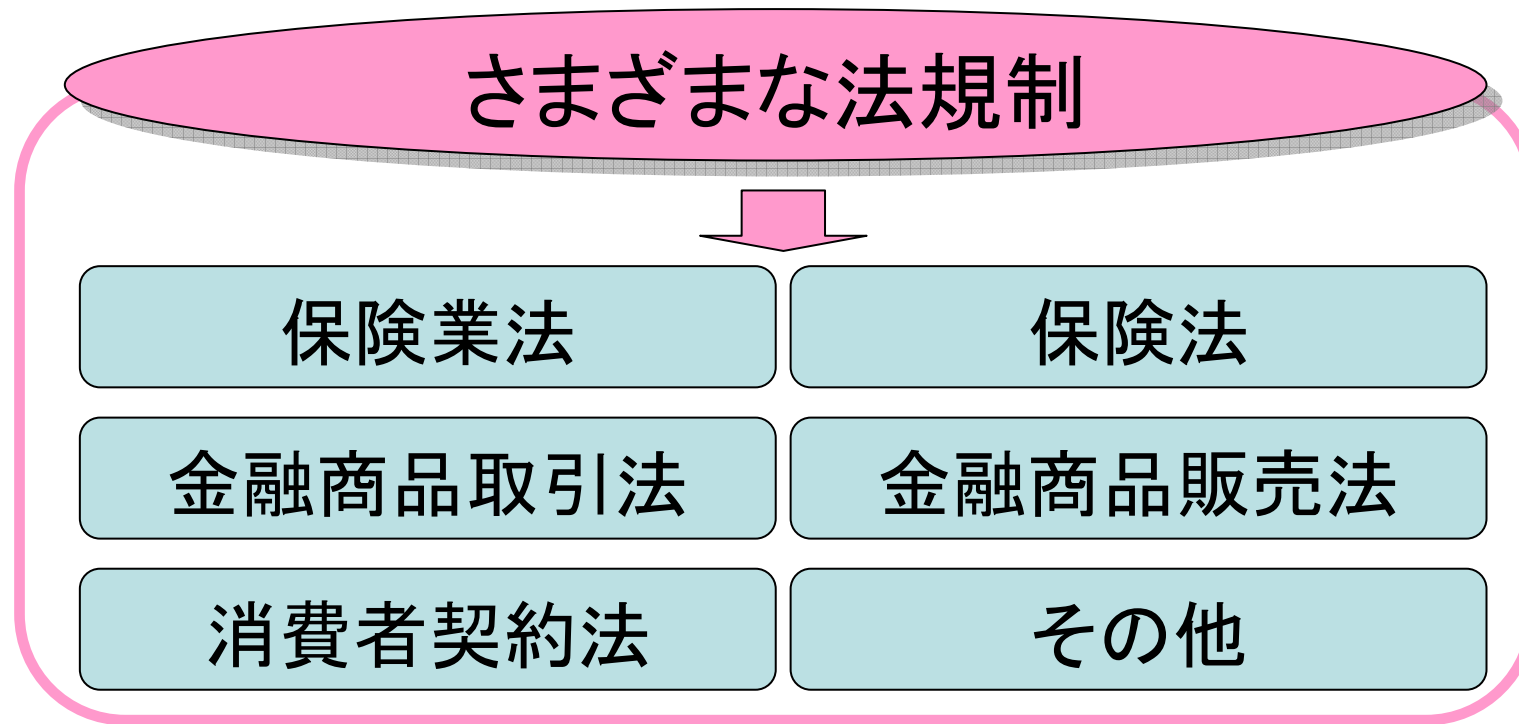 さまざまな法規制
保険業法
保険法
金融商品取引法
金融商品販売法
消費者契約法
その他